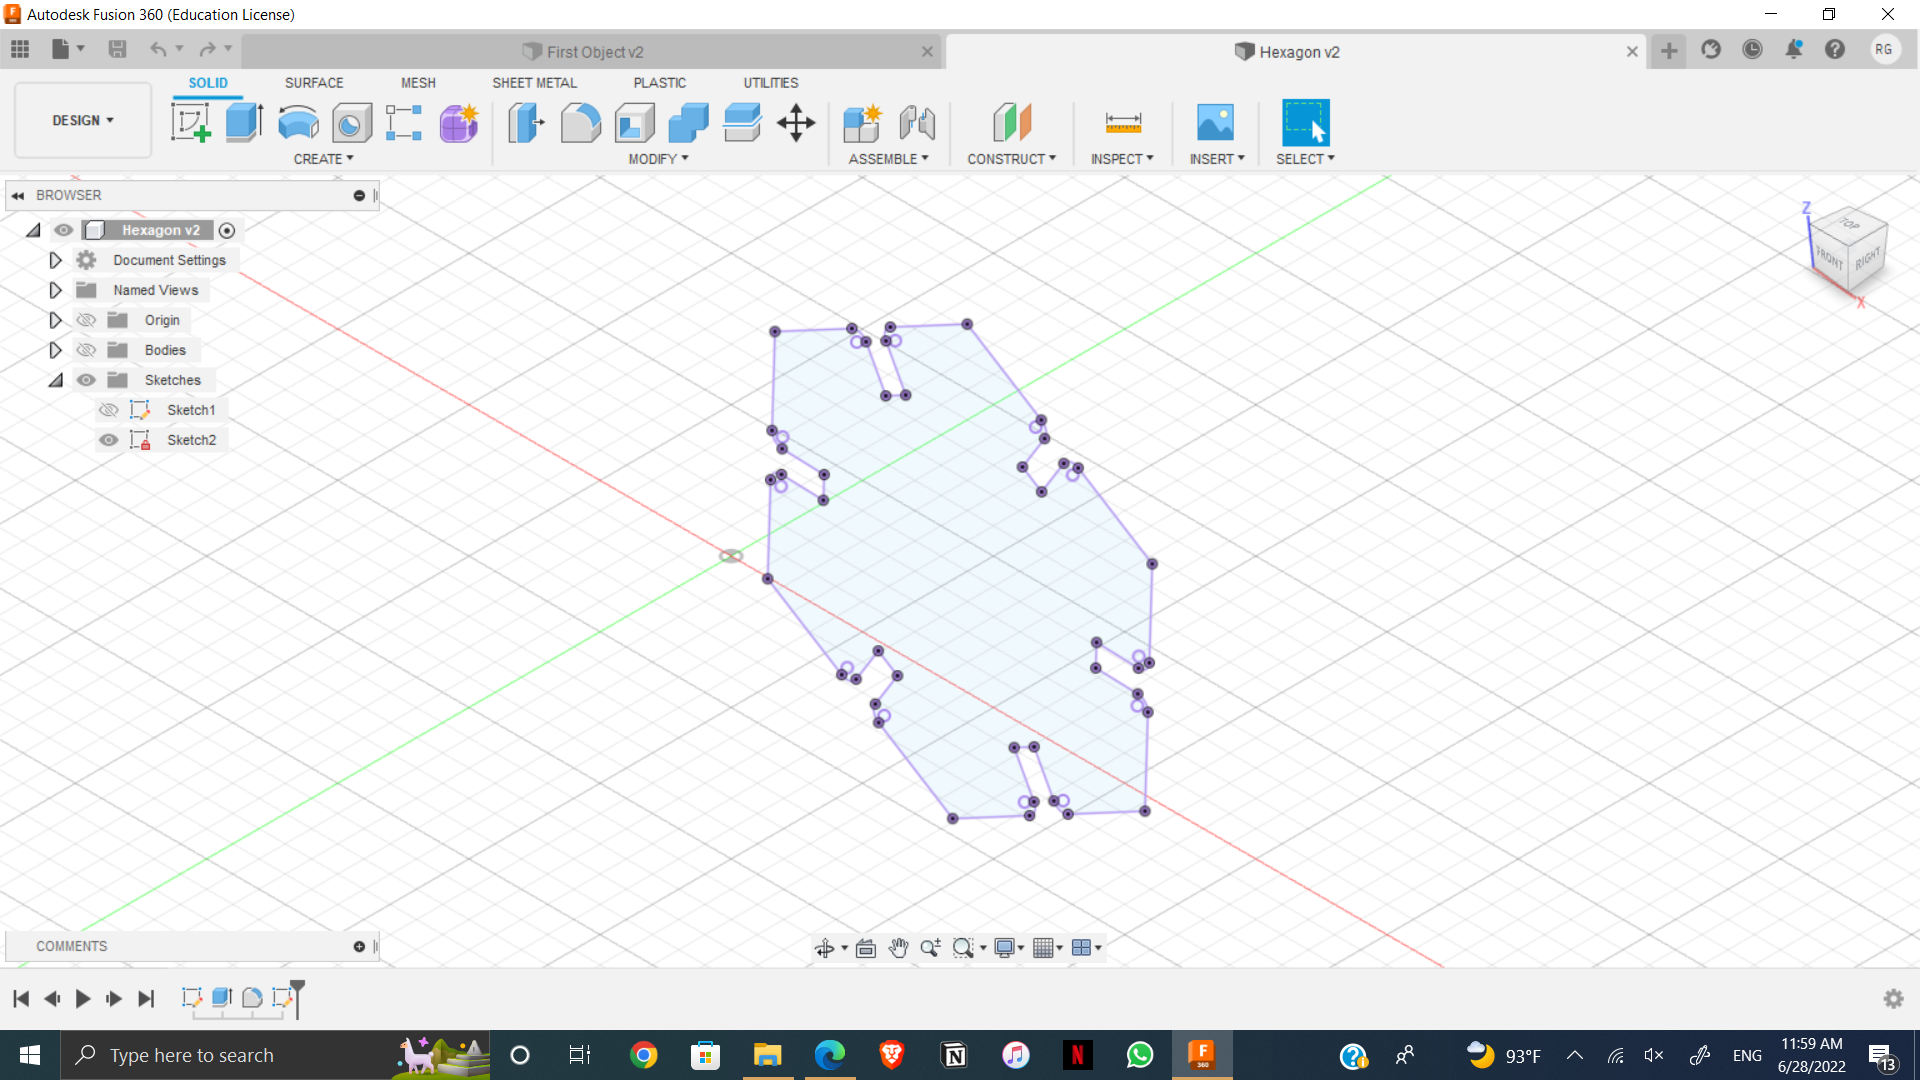 Autodesk Fusion 360 (Education License)
First Object v2
Hexagon v2
RG
DESIGN
SOLID
SURFACE
MESH
SHEET METAL
PLASTIC
UTILITIES
CREATE
MODIFY
ASSEMBLE
CONSTRUCT
INSPECT
INSERT
SELECT
BROWSER
Hexagon v2
Document Settings
Named Views
Origin
Bodies
Sketches
Sketch1
Sketch2
Z
TOP
FRONT
RIGHT
X
COMMENTS
Type here to search
F
360
93°F
ENG
11:59 AM
6/28/2022
13